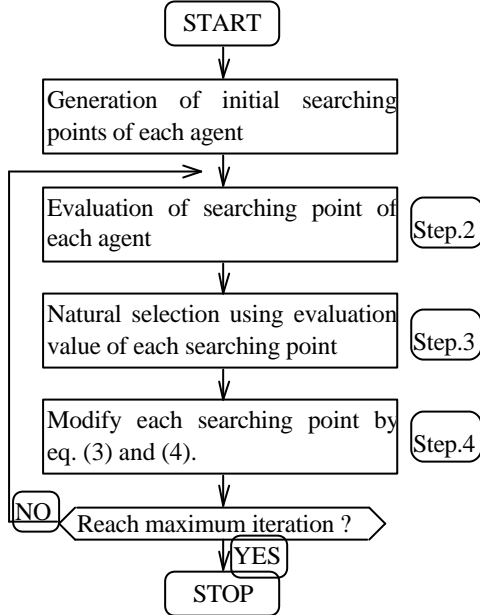 START
Generation of initial searching
points of each agent
Evaluation of searching point of
each agent
Step.2
Natural selection using evaluation
value of each searching point
Step.3
Modify each searching point by
eq. (3) and (4).
Step.4
NO
Reach maximum iteration ?
YES
STOP